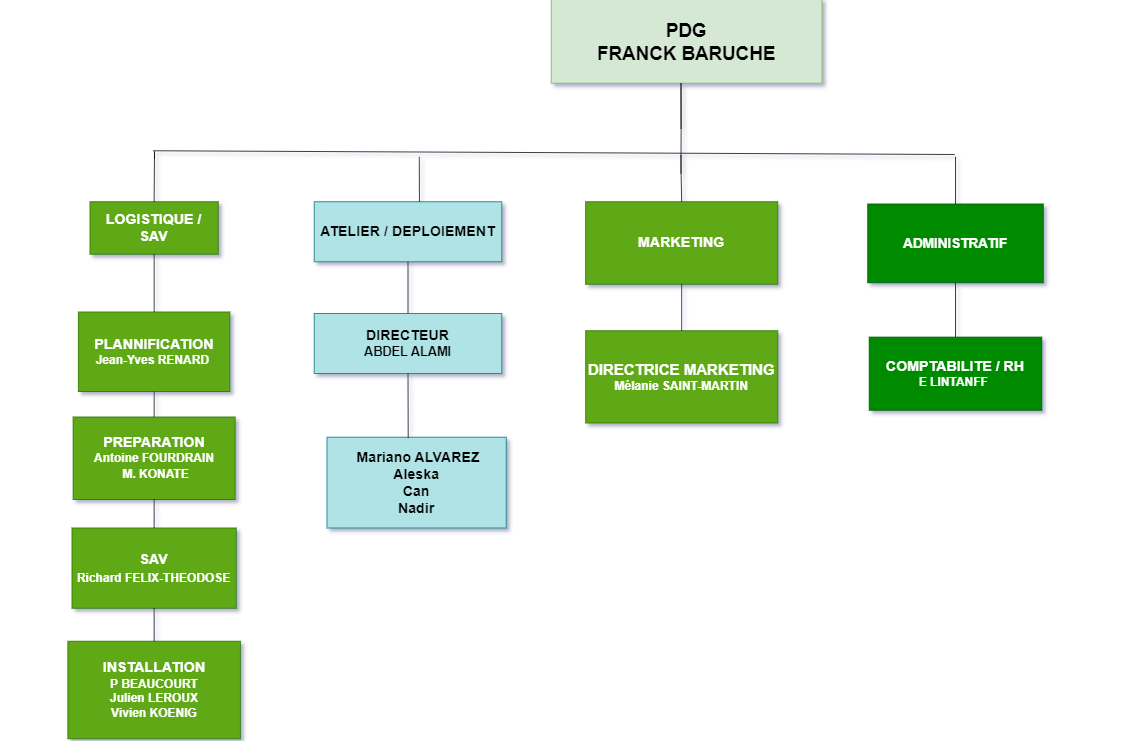 PDG
FRANCK BARUCHE
LOGISTIQUE /
SAV
ATELIER / DEPLOIEMENT
MARKETING
ADMINISTRATIF
PLANNIFICATION
Jean-Yves RENARD
DIRECTEUR
ABDEL ALAMI
DIRECTRICE MARKETING
Mélanie SAINT-MARTIN
COMPTABILITE / RH
E LINTANFF
PREPARATION
Antoine FOURDRAIN
M. KONATE
Mariano ALVAREZ
Aleska
Can
Nadir
SAV
Richard FELIX-THEODOSE
INSTALLATION
P BEAUCOURT
Julien LEROUX
Vivien KOENIG